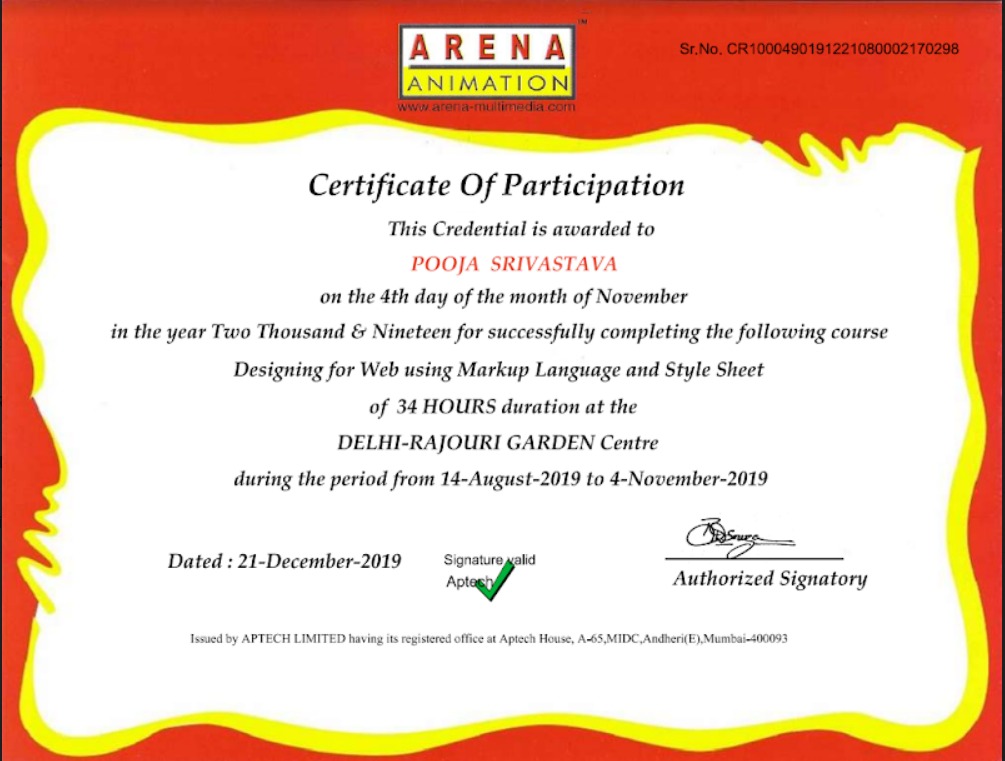 ARENA
TM
ANIMATION
www.arena-multimedia.com
Sr.No. CR1000490191221080002170298
Certificate Of Participation
This Credential is awarded to
POOJA SRIVASTAVA
on the 4th day of the month of November
in the year Two Thousand & Nineteen for successfully completing the following course
Designing for Web using Markup Language and Style Sheet
of 34 HOURS duration at the
DELHI-RAJOURI GARDEN Centre
during the period from 14-August-2019 to 4-November-2019
Dated : 21-December-2019
Signature valid
Aptech
Authorized Signatory
Issued by APTECH LIMITED having its registered office at Aptech House, A-65,MIDC,Andheri(E),Mumbai-400093